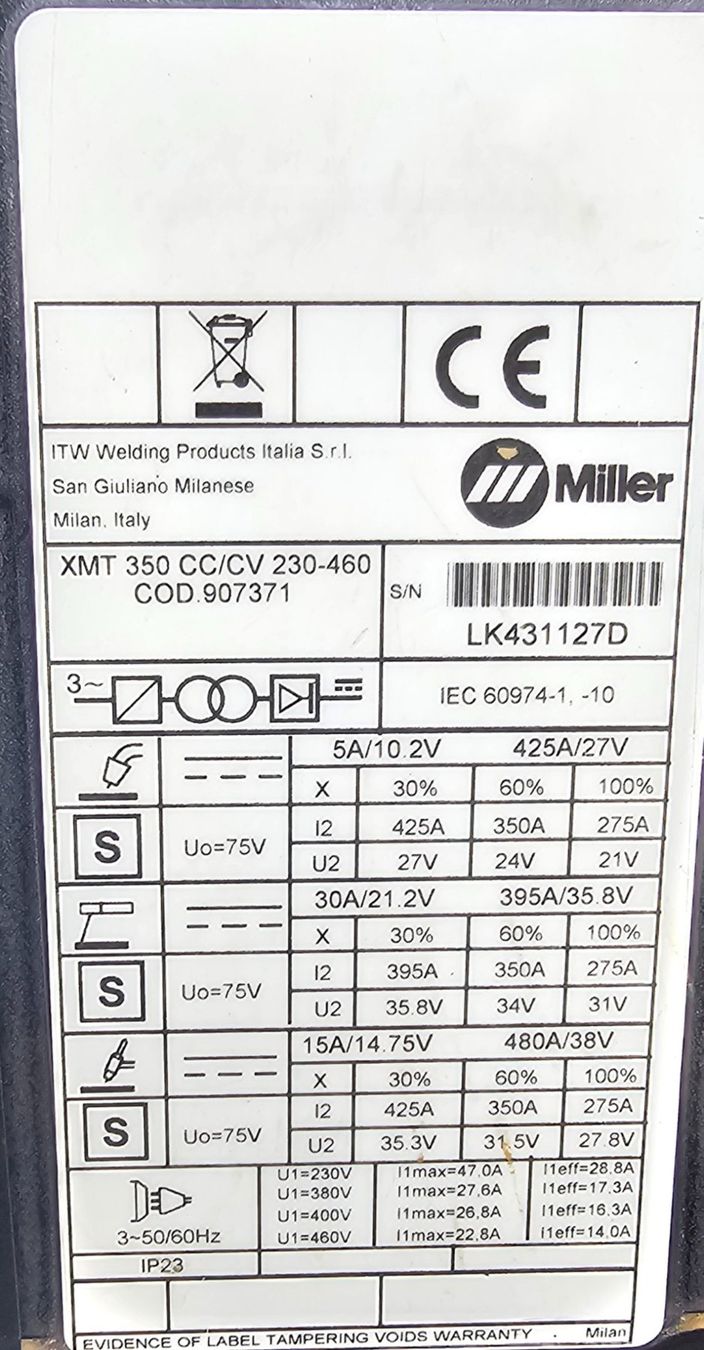 CE
ITW Welding Products Italia S.r.l.
San Giuliano Milanese
Milan, Italy
Miller
XMT 350 CC/CV 230-460
COD.907371
S/N
LK431127D
3~
IEC 60974-1, -10
5A/10.2V 425A/27V
X 30% 60% 100%
S
Uo=75V
I2 425A 350A 275A
U2 27V 24V 21V
30A/21.2V 395A/35.8V
X 30% 60% 100%
S
Uo=75V
I2 395A 350A 275A
U2 35.8V 34V 31V
15A/14.75V 480A/38V
X 30% 60% 100%
S
Uo=75V
I2 425A 350A 275A
U2 35.3V 31.5V 27.8V
3~50/60Hz
U1=230V I1max=47.0A I1eff=28.8A
U1=380V I1max=27,6A I1eff=17,3A
U1=400V I1max=26,8A I1eff=16,3A
U1=460V I1max=22,8A I1eff=14,0A
IP23
EVIDENCE OF LABEL TAMPERING VOIDS WARRANTY . Milan